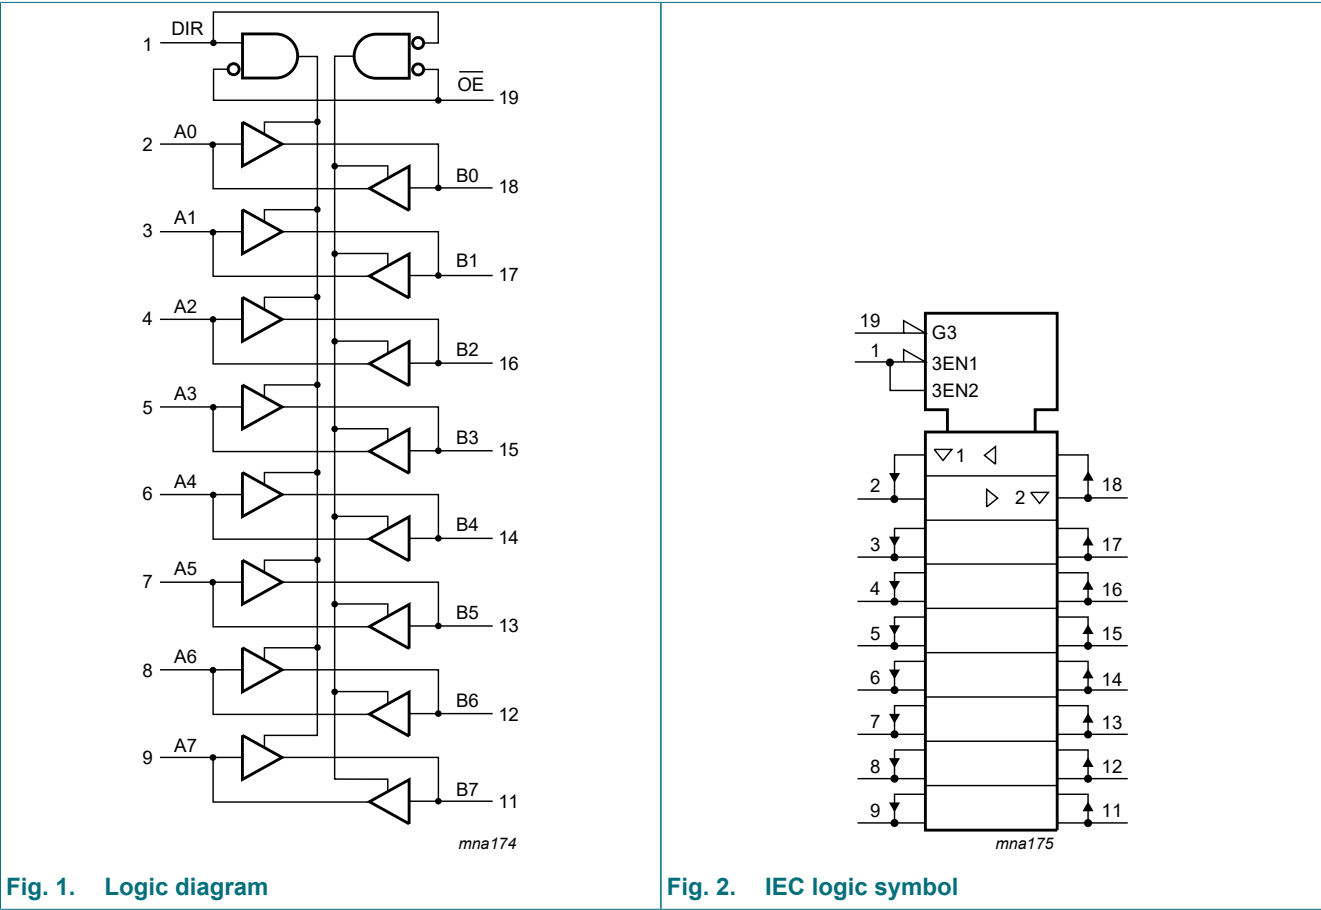 DIR
1
OE
19
A0
2
B0
18
A1
3
B1
17
A2
4
B2
16
A3
5
B3
15
A4
6
B4
14
A5
7
B5
13
A6
8
B6
12
A7
9
B7
11
mna174
Fig. 1. Logic diagram
19
G3
1
3EN1
3EN2
1
2
2
18
3
17
4
16
5
15
6
14
7
13
8
12
9
11
mna175
Fig. 2. IEC logic symbol